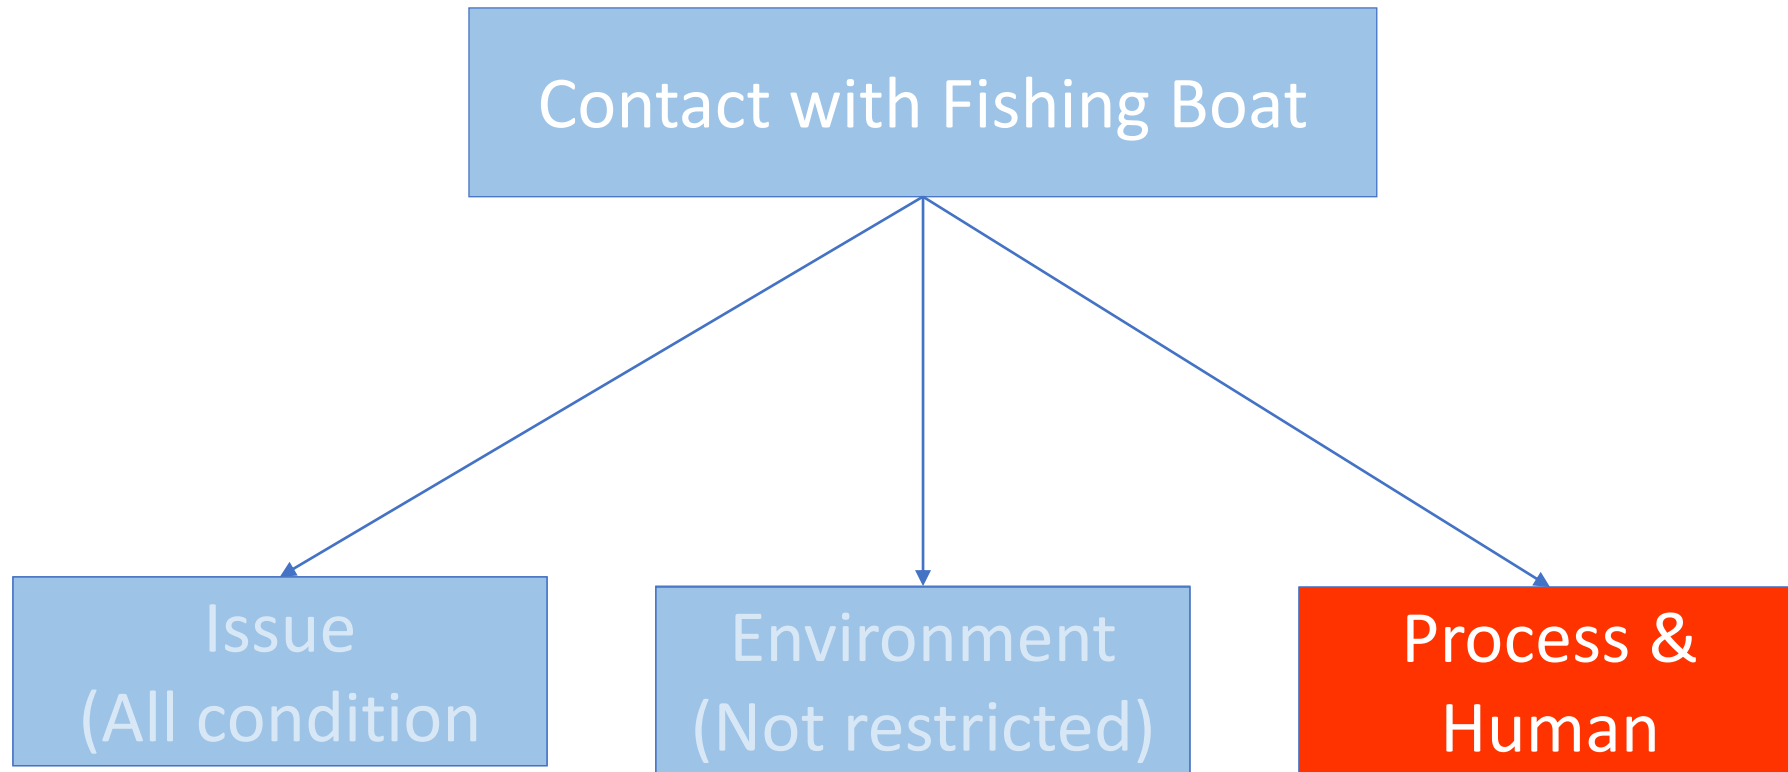 Contact with Fishing Boat
Issue
(All condition
Environment
(Not restricted)
Process &
Human